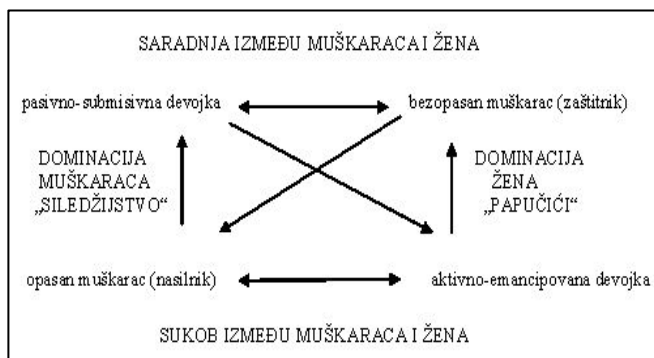 SARADNJA IZMEĐU MUŠKARACA I ŽENA
pasivno-submisivna devojka
bezopasan muškarac (zaštitnik)
DOMINACIJA
MUŠKARACA
„SILEDŽIJSTVO“
DOMINACIJA
ŽENA
„PAPUČIĆI“
opasan muškarac (nasilnik)
aktivno-emancipovana devojka
SUKOB IZMEĐU MUŠKARACA I ŽENA